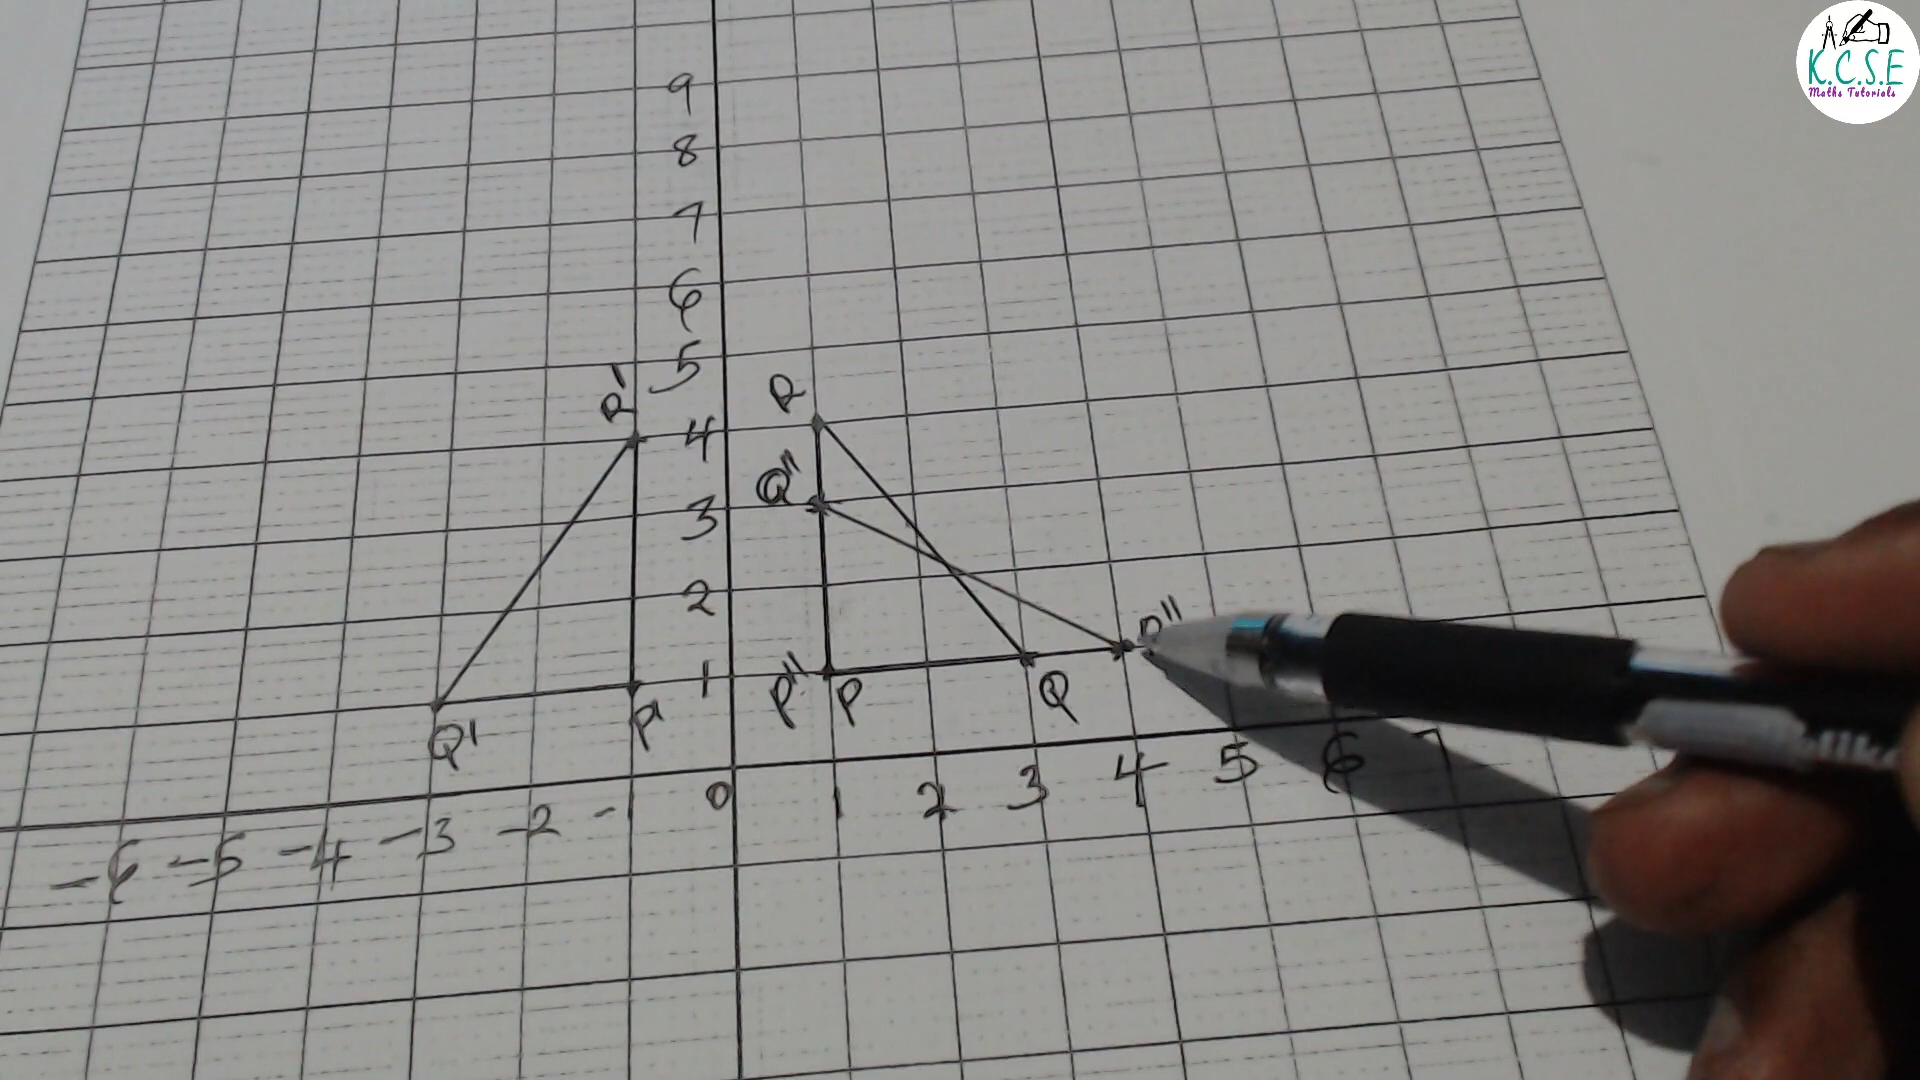 K.C.S.E
Maths Tutorials
9
8
7
6
5
R'
R
4
Q"
3
2
1
P"
P
Q
P'
Q'
-6 -5 -4 -3 -2 -1 0 1 2 3 4 5 6 7